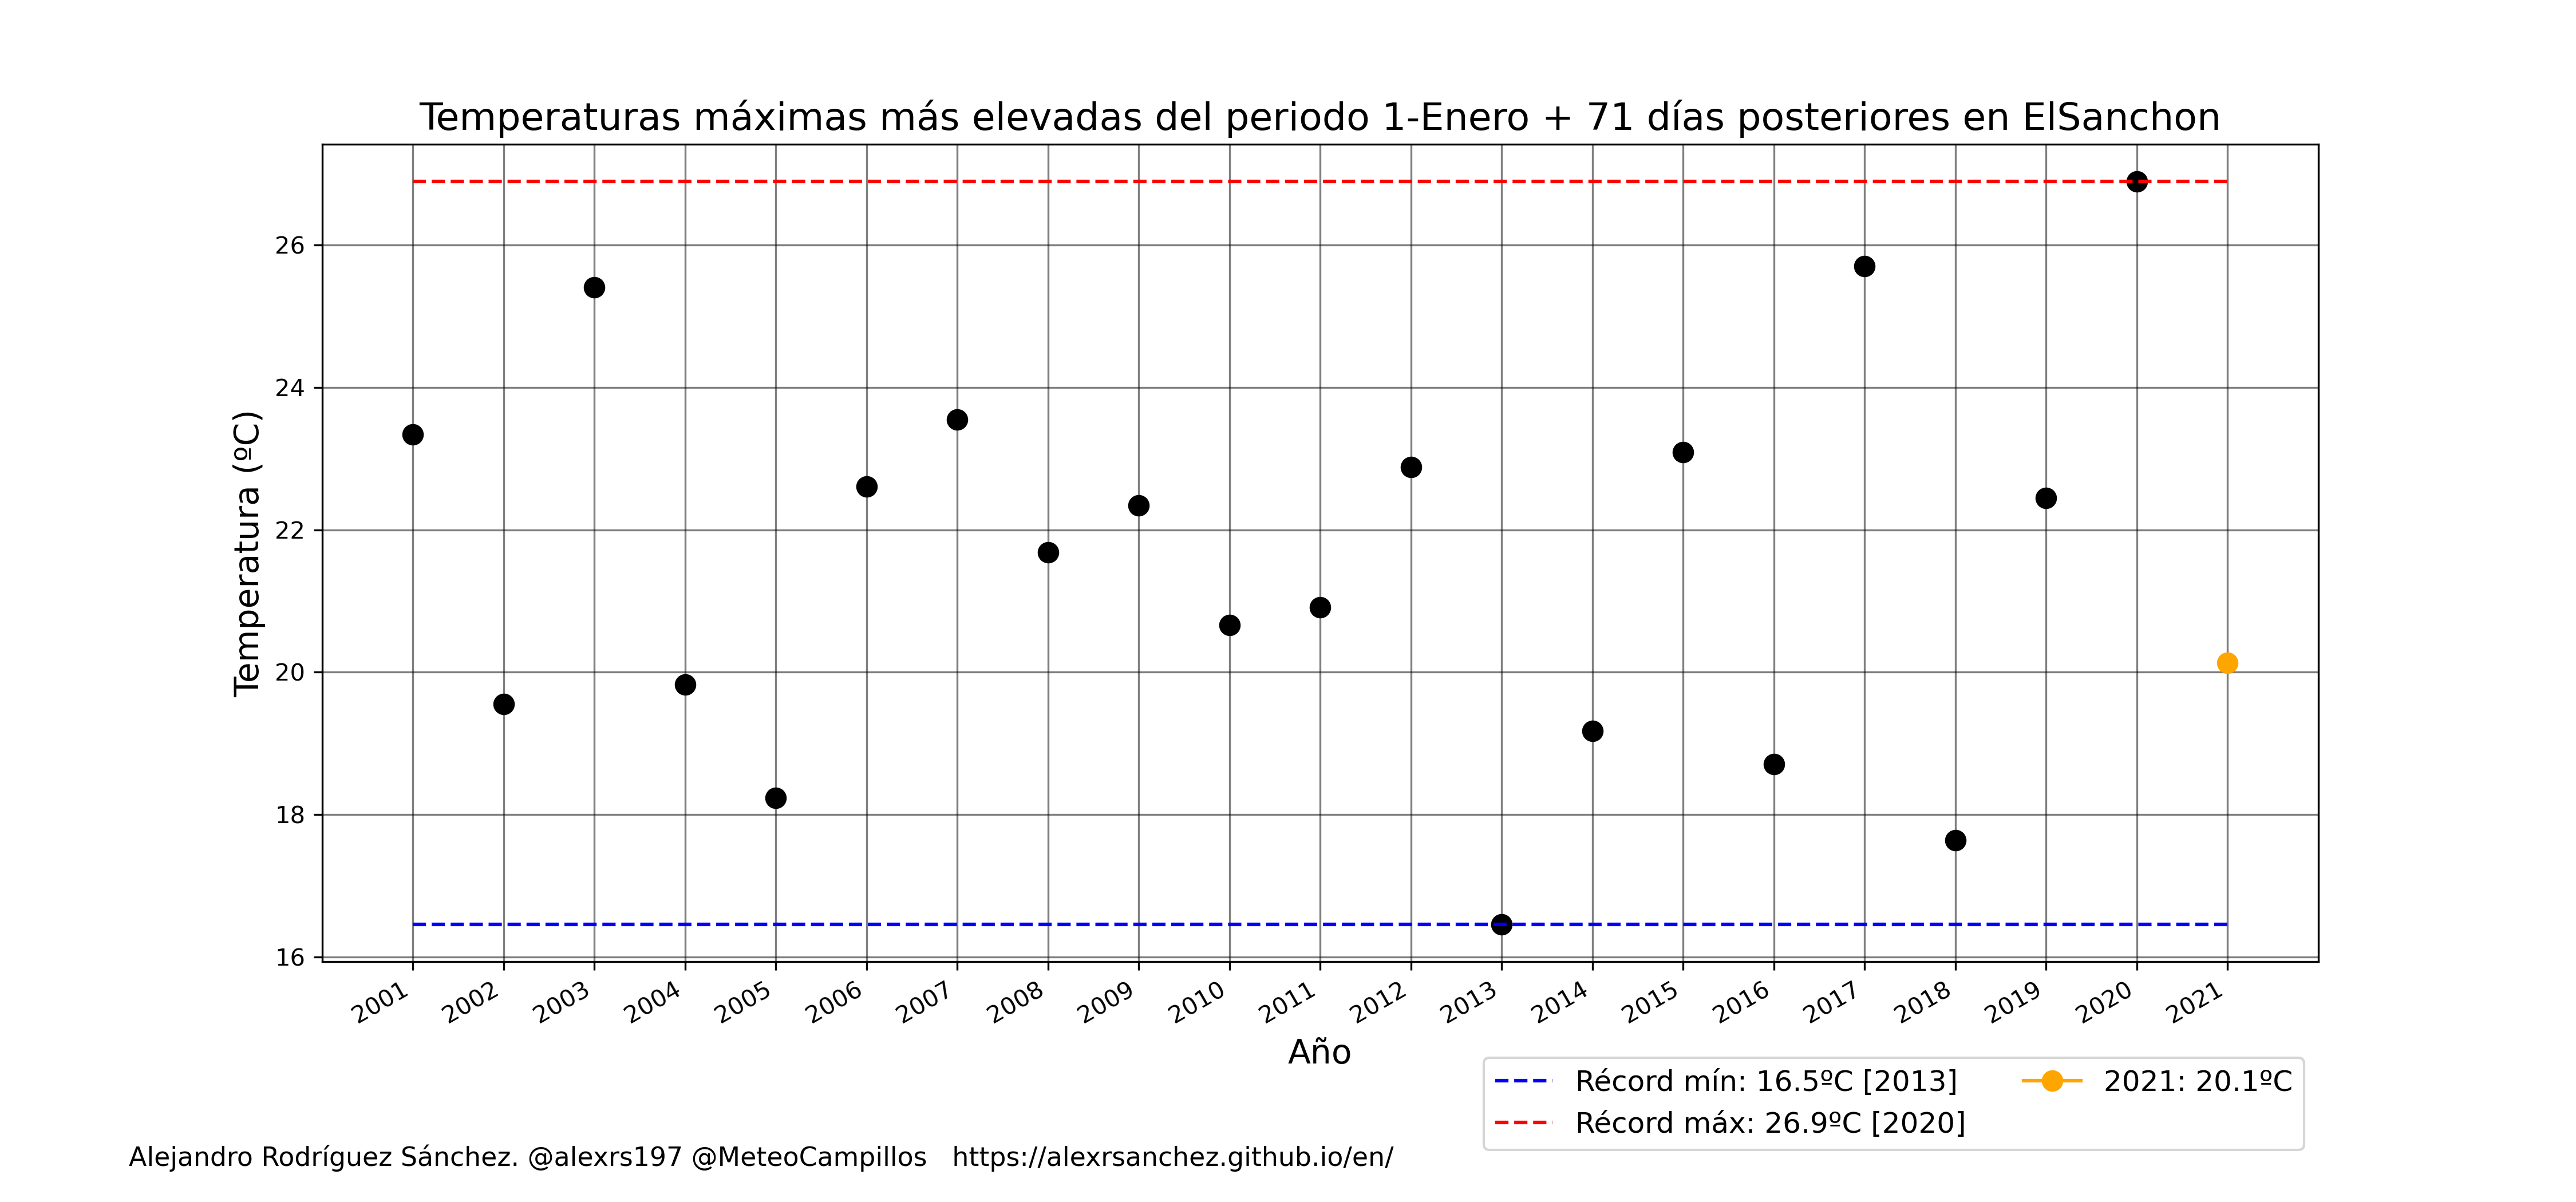 Temperaturas máximas más elevadas del periodo 1-Enero + 71 días posteriores en ElSanchon
Temperatura (ºC)
26
24
22
20
18
16
2001 2002 2003 2004 2005 2006 2007 2008 2009 2010 2011 2012 2013 2014 2015 2016 2017 2018 2019 2020 2021
Año
Récord mín: 16.5ºC [2013]
Récord máx: 26.9ºC [2020]
2021: 20.1ºC
Alejandro Rodríguez Sánchez. @alexrs197 @MeteoCampillos https://alexrsanchez.github.io/en/